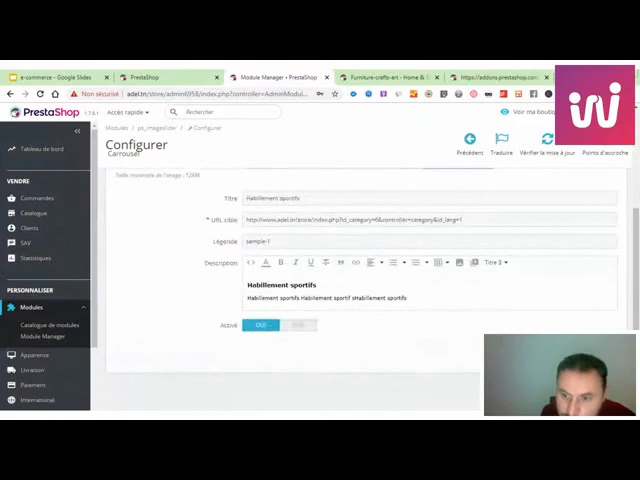 e-commerce - Google Slides
PrestaShop
Module Manager • PrestaShop
Furniture-crafts-art - Home & G
https://addons.prestashop.com
Non sécurisé
adel.tn/store/admin6958/index.php?controller=AdminModul...
PrestaShop
1.7.6.1
Accès rapide
Rechercher
Voir ma boutiqu
Modules / ps_imageslider / Configurer
Configurer
Carrousel
Précédent
Traduire
Vérifier la mise à jour
Points d'accroche
Tableau de bord
VENDRE
Commandes
Catalogue
Clients
SAV
Statistiques
PERSONNALISER
Modules
Catalogue de modules
Module Manager
Apparence
Livraison
Paiement
International
Titre
Habillement sportifs
* URL cible
http://www.adel.tn/store/index.php?id_category=6&controller=category&id_lang=1
Légende
sample-1
Description
Titre 3
Habillement sportifs
Habillement sportifs Habillement sportif sHabillement sportifs
Activé
OUI